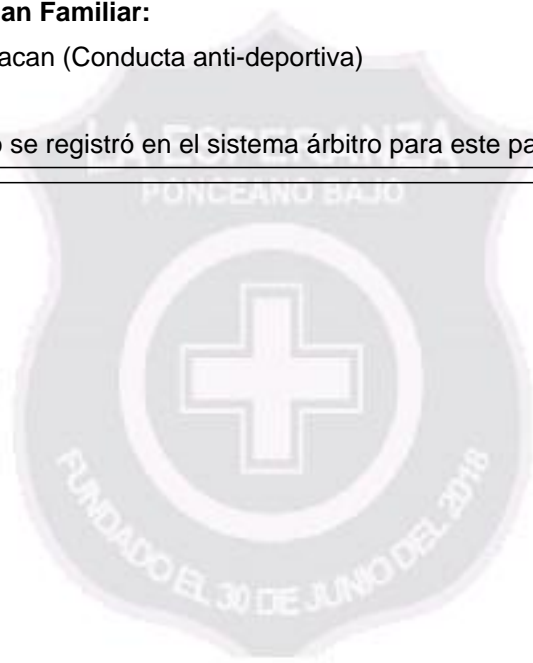 an Familiar:
acan (Conducta anti-deportiva)
o se registró en el sistema árbitro para este pa
LA ESPERANZA
PONCEANO BAJO
FUNDADO EL 30 DE JUNIO DEL 2018